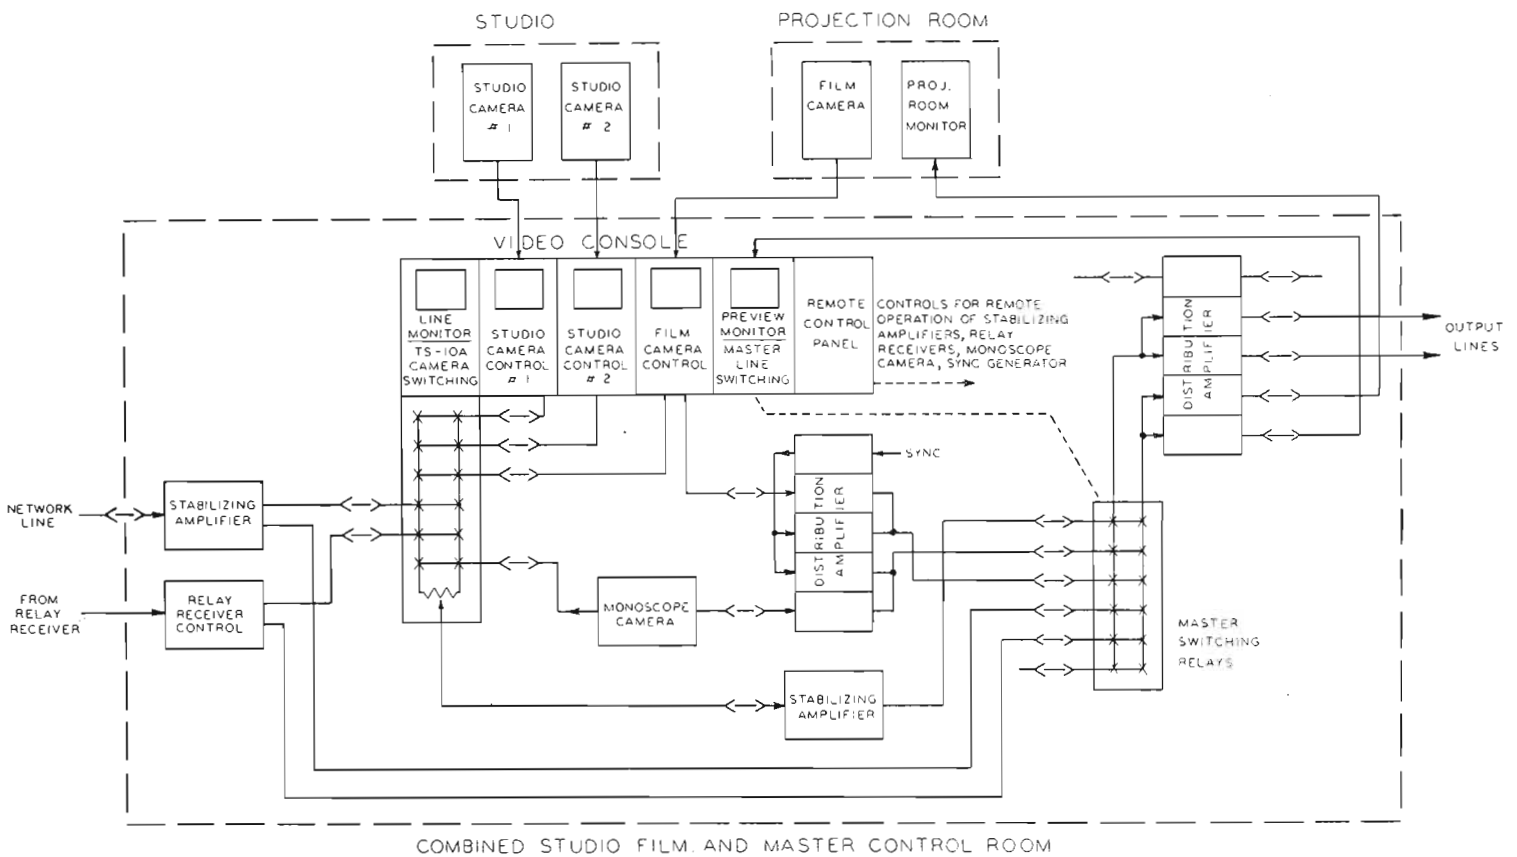 STUDIO
PROJECTION ROOM
STUDIO
CAMERA
# 1
STUDIO
CAMERA
# 2
FILM
CAMERA
PROJ.
ROOM
MONITOR
VIDEO CONSOLE
LINE
MONITOR
TS-10A
CAMERA
SWITCHING
STUDIO
CAMERA
CONTROL
# 1
STUDIO
CAMERA
CONTROL
# 2
FILM
CAMERA
CONTROL
PREVIEW
MONITOR
MASTER
LINE
SWITCHING
REMOTE
CONTROL
PANEL
CONTROLS FOR REMOTE
OPERATION OF STABILIZING
AMPLIFIERS, RELAY
RECEIVERS, MONOSCOPE
CAMERA, SYNC GENERATOR
DISTRIBUTION
AMPLIFIER
OUTPUT
LINES
SYNC
DISTRIBUTION
AMPLIFIER
NETWORK
LINE
STABILIZING
AMPLIFIER
FROM
RELAY
RECEIVER
RELAY
RECEIVER
CONTROL
MONOSCOPE
CAMERA
STABILIZING
AMPLIFIER
MASTER
SWITCHING
RELAYS
COMBINED STUDIO FILM. AND MASTER CONTROL ROOM